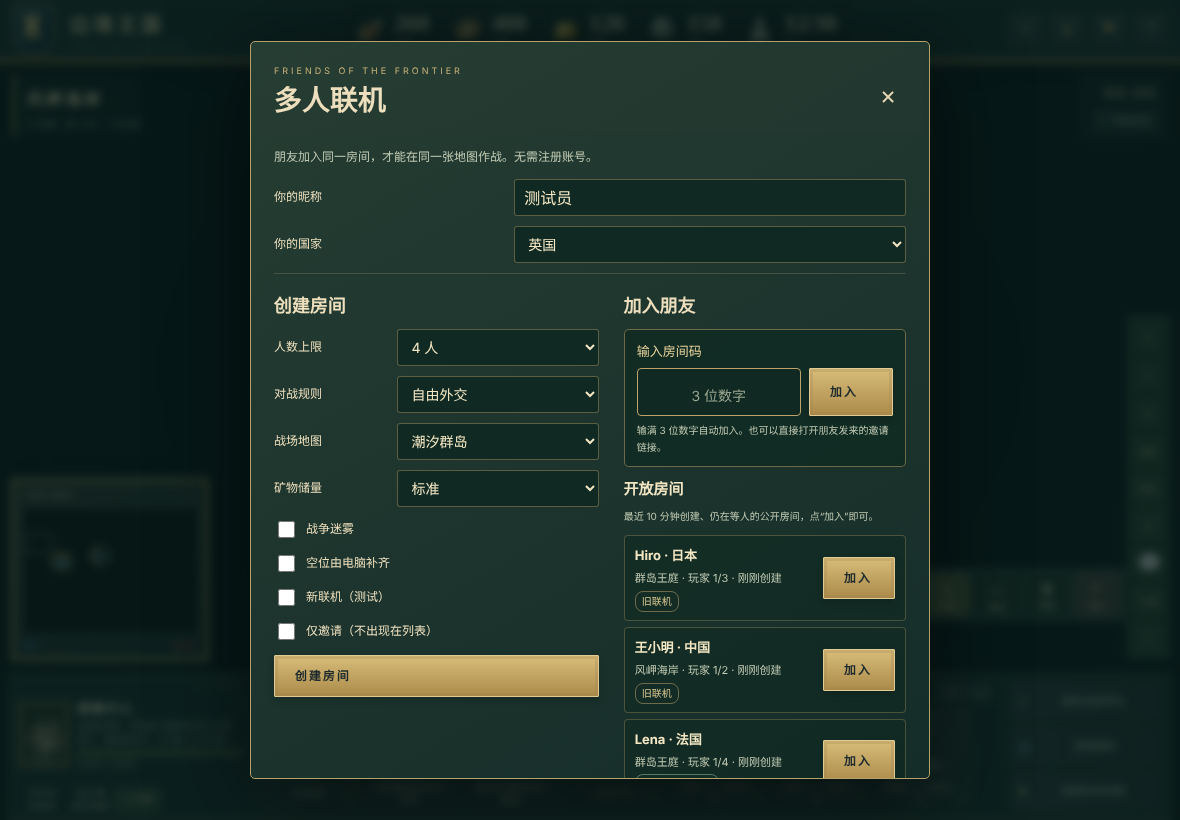 FRIENDS OF THE FRONTIER
多人联机
×
朋友加入同一房间，才能在同一张地图作战。无需注册账号。
你的昵称
测试员
你的国家
英国
创建房间
人数上限
4 人
对战规则
自由外交
战场地图
潮汐群岛
矿物储量
标准
战争迷雾
空位由电脑补齐
新联机（测试）
仅邀请（不出现在列表）
创建房间
加入朋友
输入房间码
3 位数字
加入
输满 3 位数字自动加入。也可以直接打开朋友发来的邀请
链接。
开放房间
最近 10 分钟创建、仍在等人的公开房间，点“加入”即可。
Hiro · 日本
群岛王庭 · 玩家 1/3 · 刚刚创建
旧联机
加入
王小明 · 中国
风岬海岸 · 玩家 1/2 · 刚刚创建
旧联机
加入
Lena · 法国
群岛王庭 · 玩家 1/4 · 刚刚创建
加入